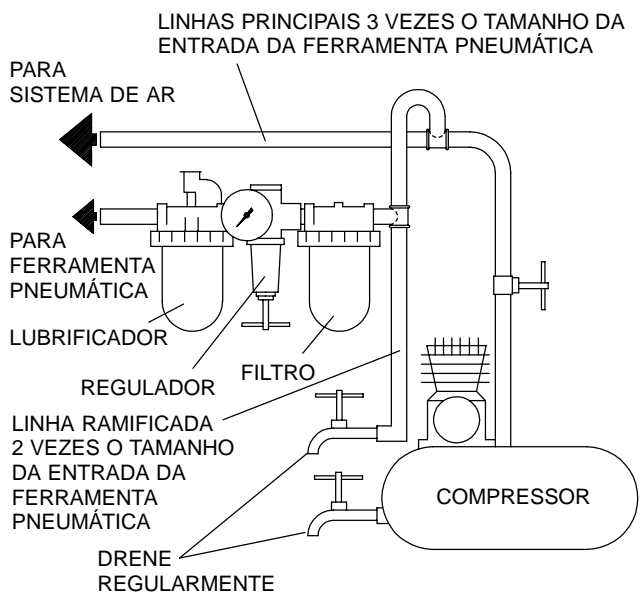 LINHAS PRINCIPAIS 3 VEZES O TAMANHO DA
ENTRADA DA FERRAMENTA PNEUMÁTICA
PARA
SISTEMA DE AR
PARA
FERRAMENTA
PNEUMÁTICA
LUBRIFICADOR
REGULADOR
FILTRO
LINHA RAMIFICADA
2 VEZES O TAMANHO
DA ENTRADA DA
FERRAMENTA
PNEUMÁTICA
COMPRESSOR
DRENE
REGULARMENTE